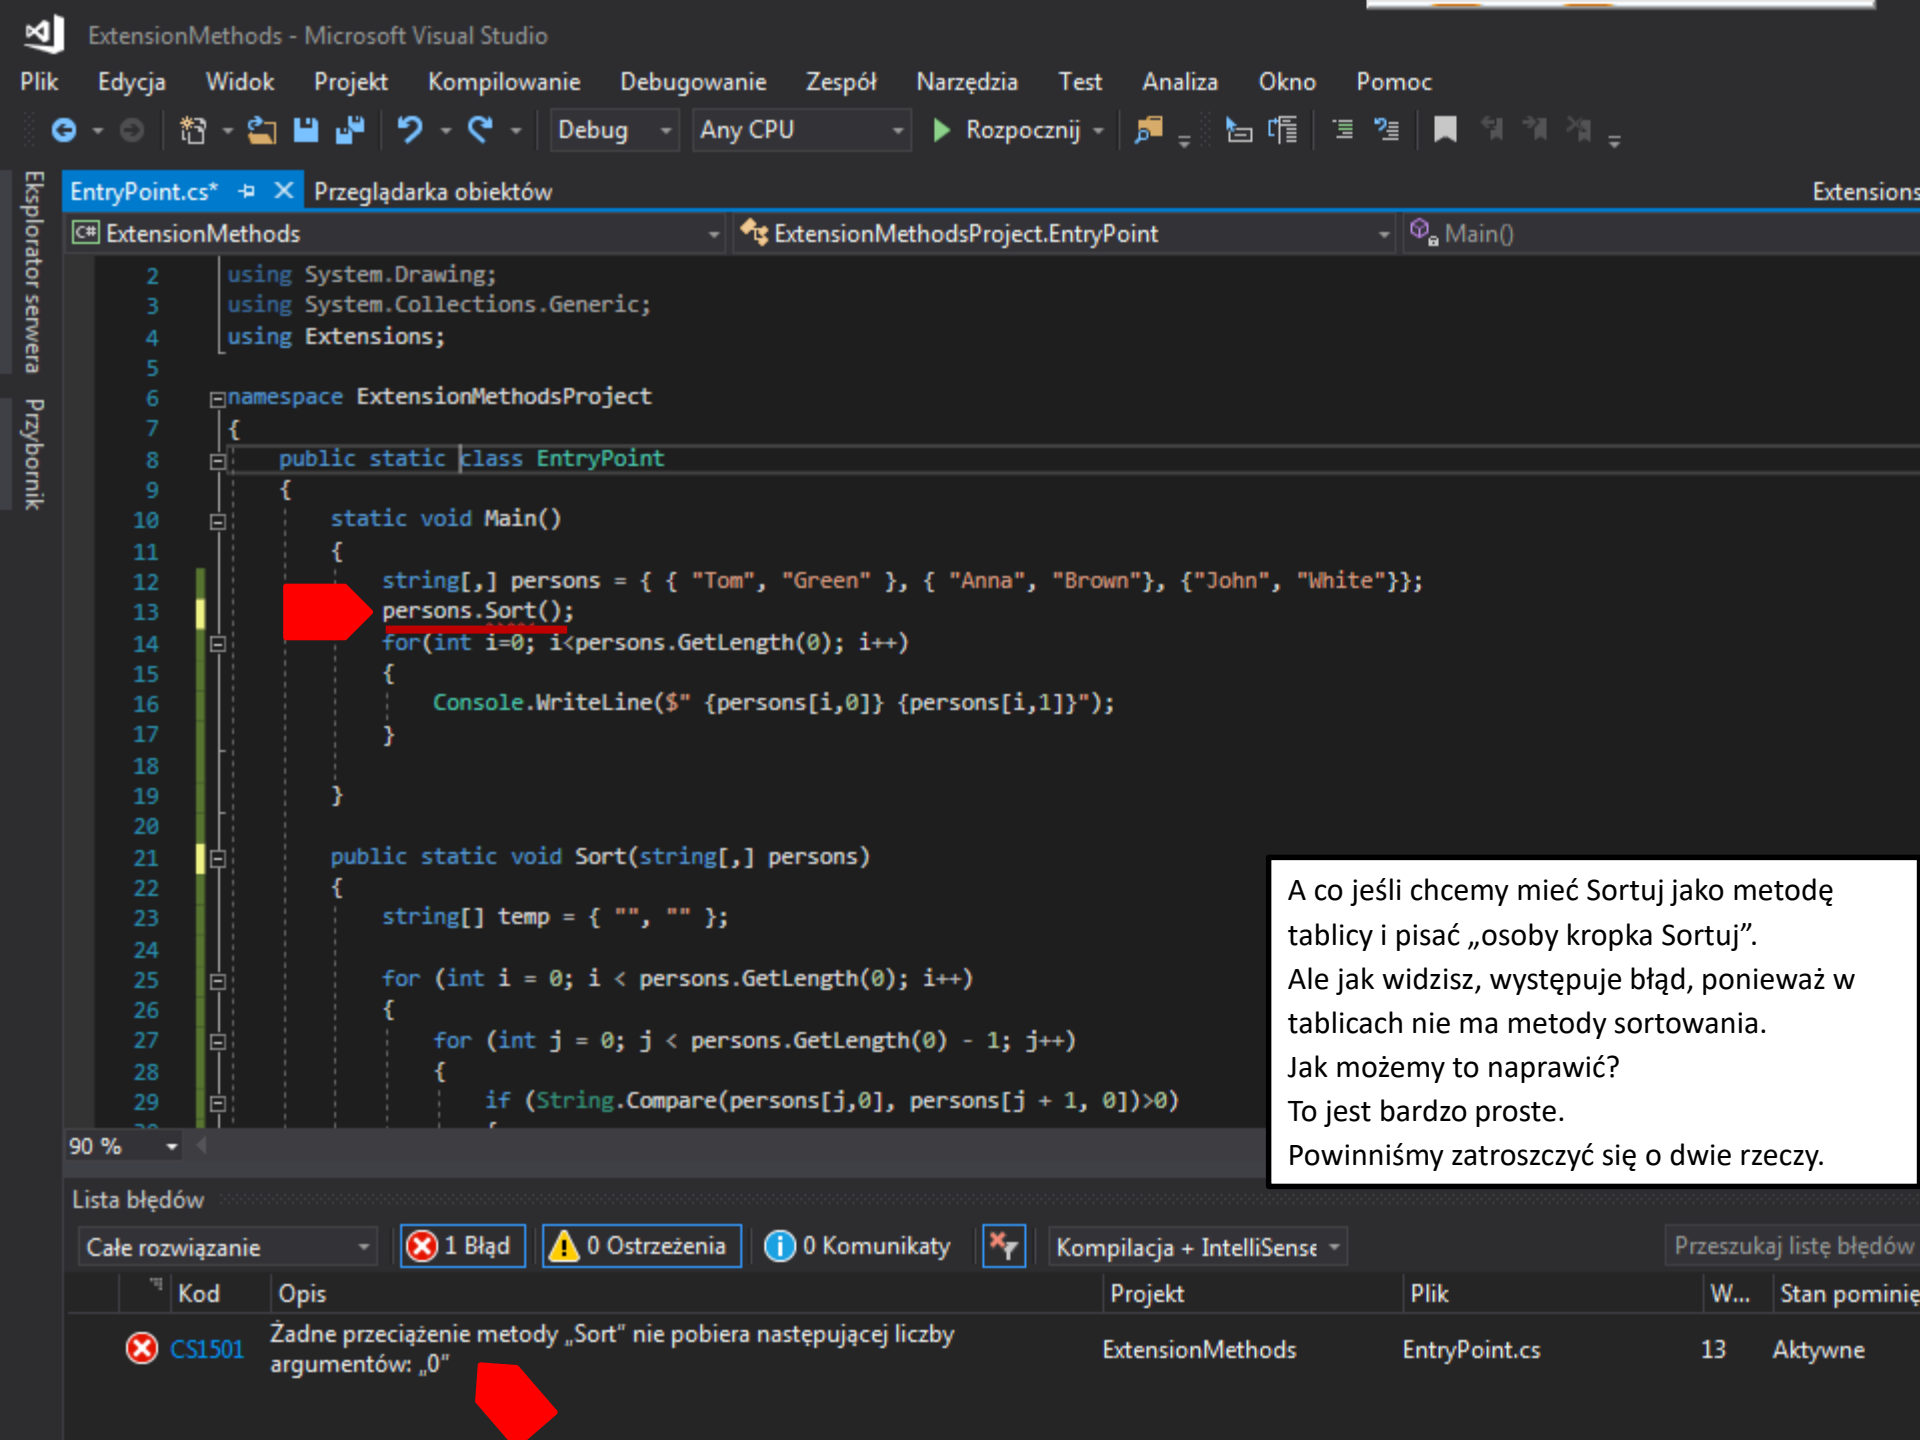 ExtensionMethods - Microsoft Visual Studio
Plik Edycja Widok Projekt Kompilowanie Debugowanie Zespół Narzędzia Test Analiza Okno Pomoc
Debug Any CPU Rozpocznij
Eksplorator serwera
Przybornik
EntryPoint.cs* Przeglądarka obiektów Extensions
C# ExtensionMethods ExtensionMethodsProject.EntryPoint Main()
2 using System.Drawing;
3 using System.Collections.Generic;
4 using Extensions;
5
6 namespace ExtensionMethodsProject
7 {
8 public static class EntryPoint
9 {
10 static void Main()
11 {
12 string[,] persons = { { "Tom", "Green" }, { "Anna", "Brown"}, {"John", "White"}};
13 persons.Sort();
14 for(int i=0; i<persons.GetLength(0); i++)
15 {
16 Console.WriteLine($" {persons[i,0]} {persons[i,1]}");
17 }
18
19 }
20
21 public static void Sort(string[,] persons)
22 {
23 string[] temp = { "", "" };
24
25 for (int i = 0; i < persons.GetLength(0); i++)
26 {
27 for (int j = 0; j < persons.GetLength(0) - 1; j++)
28 {
29 if (String.Compare(persons[j,0], persons[j + 1, 0])>0)
A co jeśli chcemy mieć Sortuj jako metodę
tablicy i pisać „osoby kropka Sortuj”.
Ale jak widzisz, występuje błąd, ponieważ w
tablicach nie ma metody sortowania.
Jak możemy to naprawić?
To jest bardzo proste.
Powinniśmy zatroszczyć się o dwie rzeczy.
90 %
Lista błędów
Całe rozwiązanie 1 Błąd 0 Ostrzeżenia 0 Komunikaty Kompilacja + IntelliSense Przeszukaj listę błędów
Kod Opis Projekt Plik W... Stan pominię
CS1501 Żadne przeciążenie metody „Sort” nie pobiera następującej liczby
argumentów: „0” ExtensionMethods EntryPoint.cs 13 Aktywne